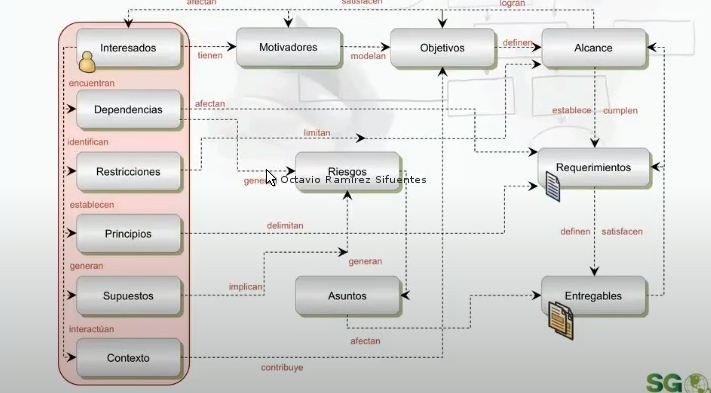 afectan
satisfacen
logran
Interesados
tienen
Motivadores
modelan
Objetivos
definen
Alcance
encuentran
Dependencias
afectan
establece
cumplen
identifican
limitan
Restricciones
Riesgos
Octavio Ramírez Sifuentes
Requerimientos
establecen
Principios
delimitan
definen
satisfacen
generan
generan
Supuestos
implican
Asuntos
Entregables
interactúan
afectan
Contexto
contribuye
SG